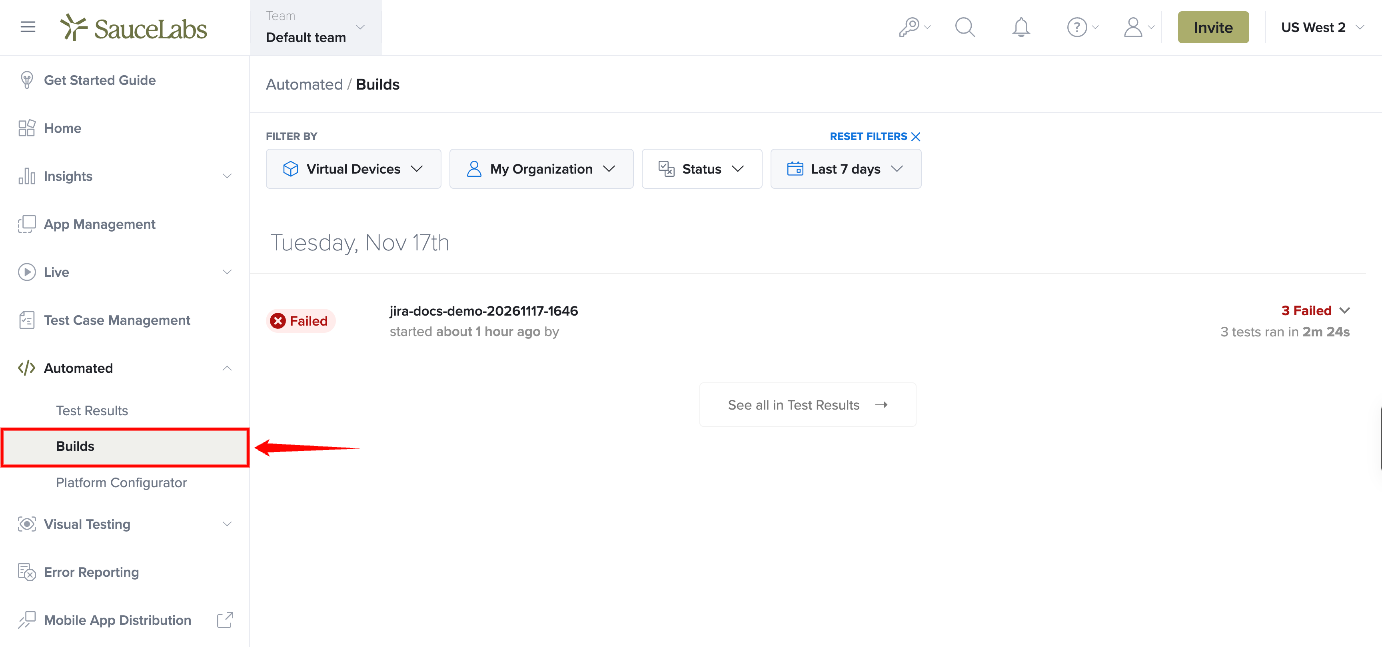 SauceLabs
Team
Default team
Invite
US West 2
Get Started Guide
Home
Insights
App Management
Live
Test Case Management
Automated
Test Results
Builds
Platform Configurator
Visual Testing
Error Reporting
Mobile App Distribution
Automated / Builds
FILTER BY
RESET FILTERS
Virtual Devices
My Organization
Status
Last 7 days
Tuesday, Nov 17th
Failed
jira-docs-demo-20261117-1646
started about 1 hour ago by
3 Failed
3 tests ran in 2m 24s
See all in Test Results